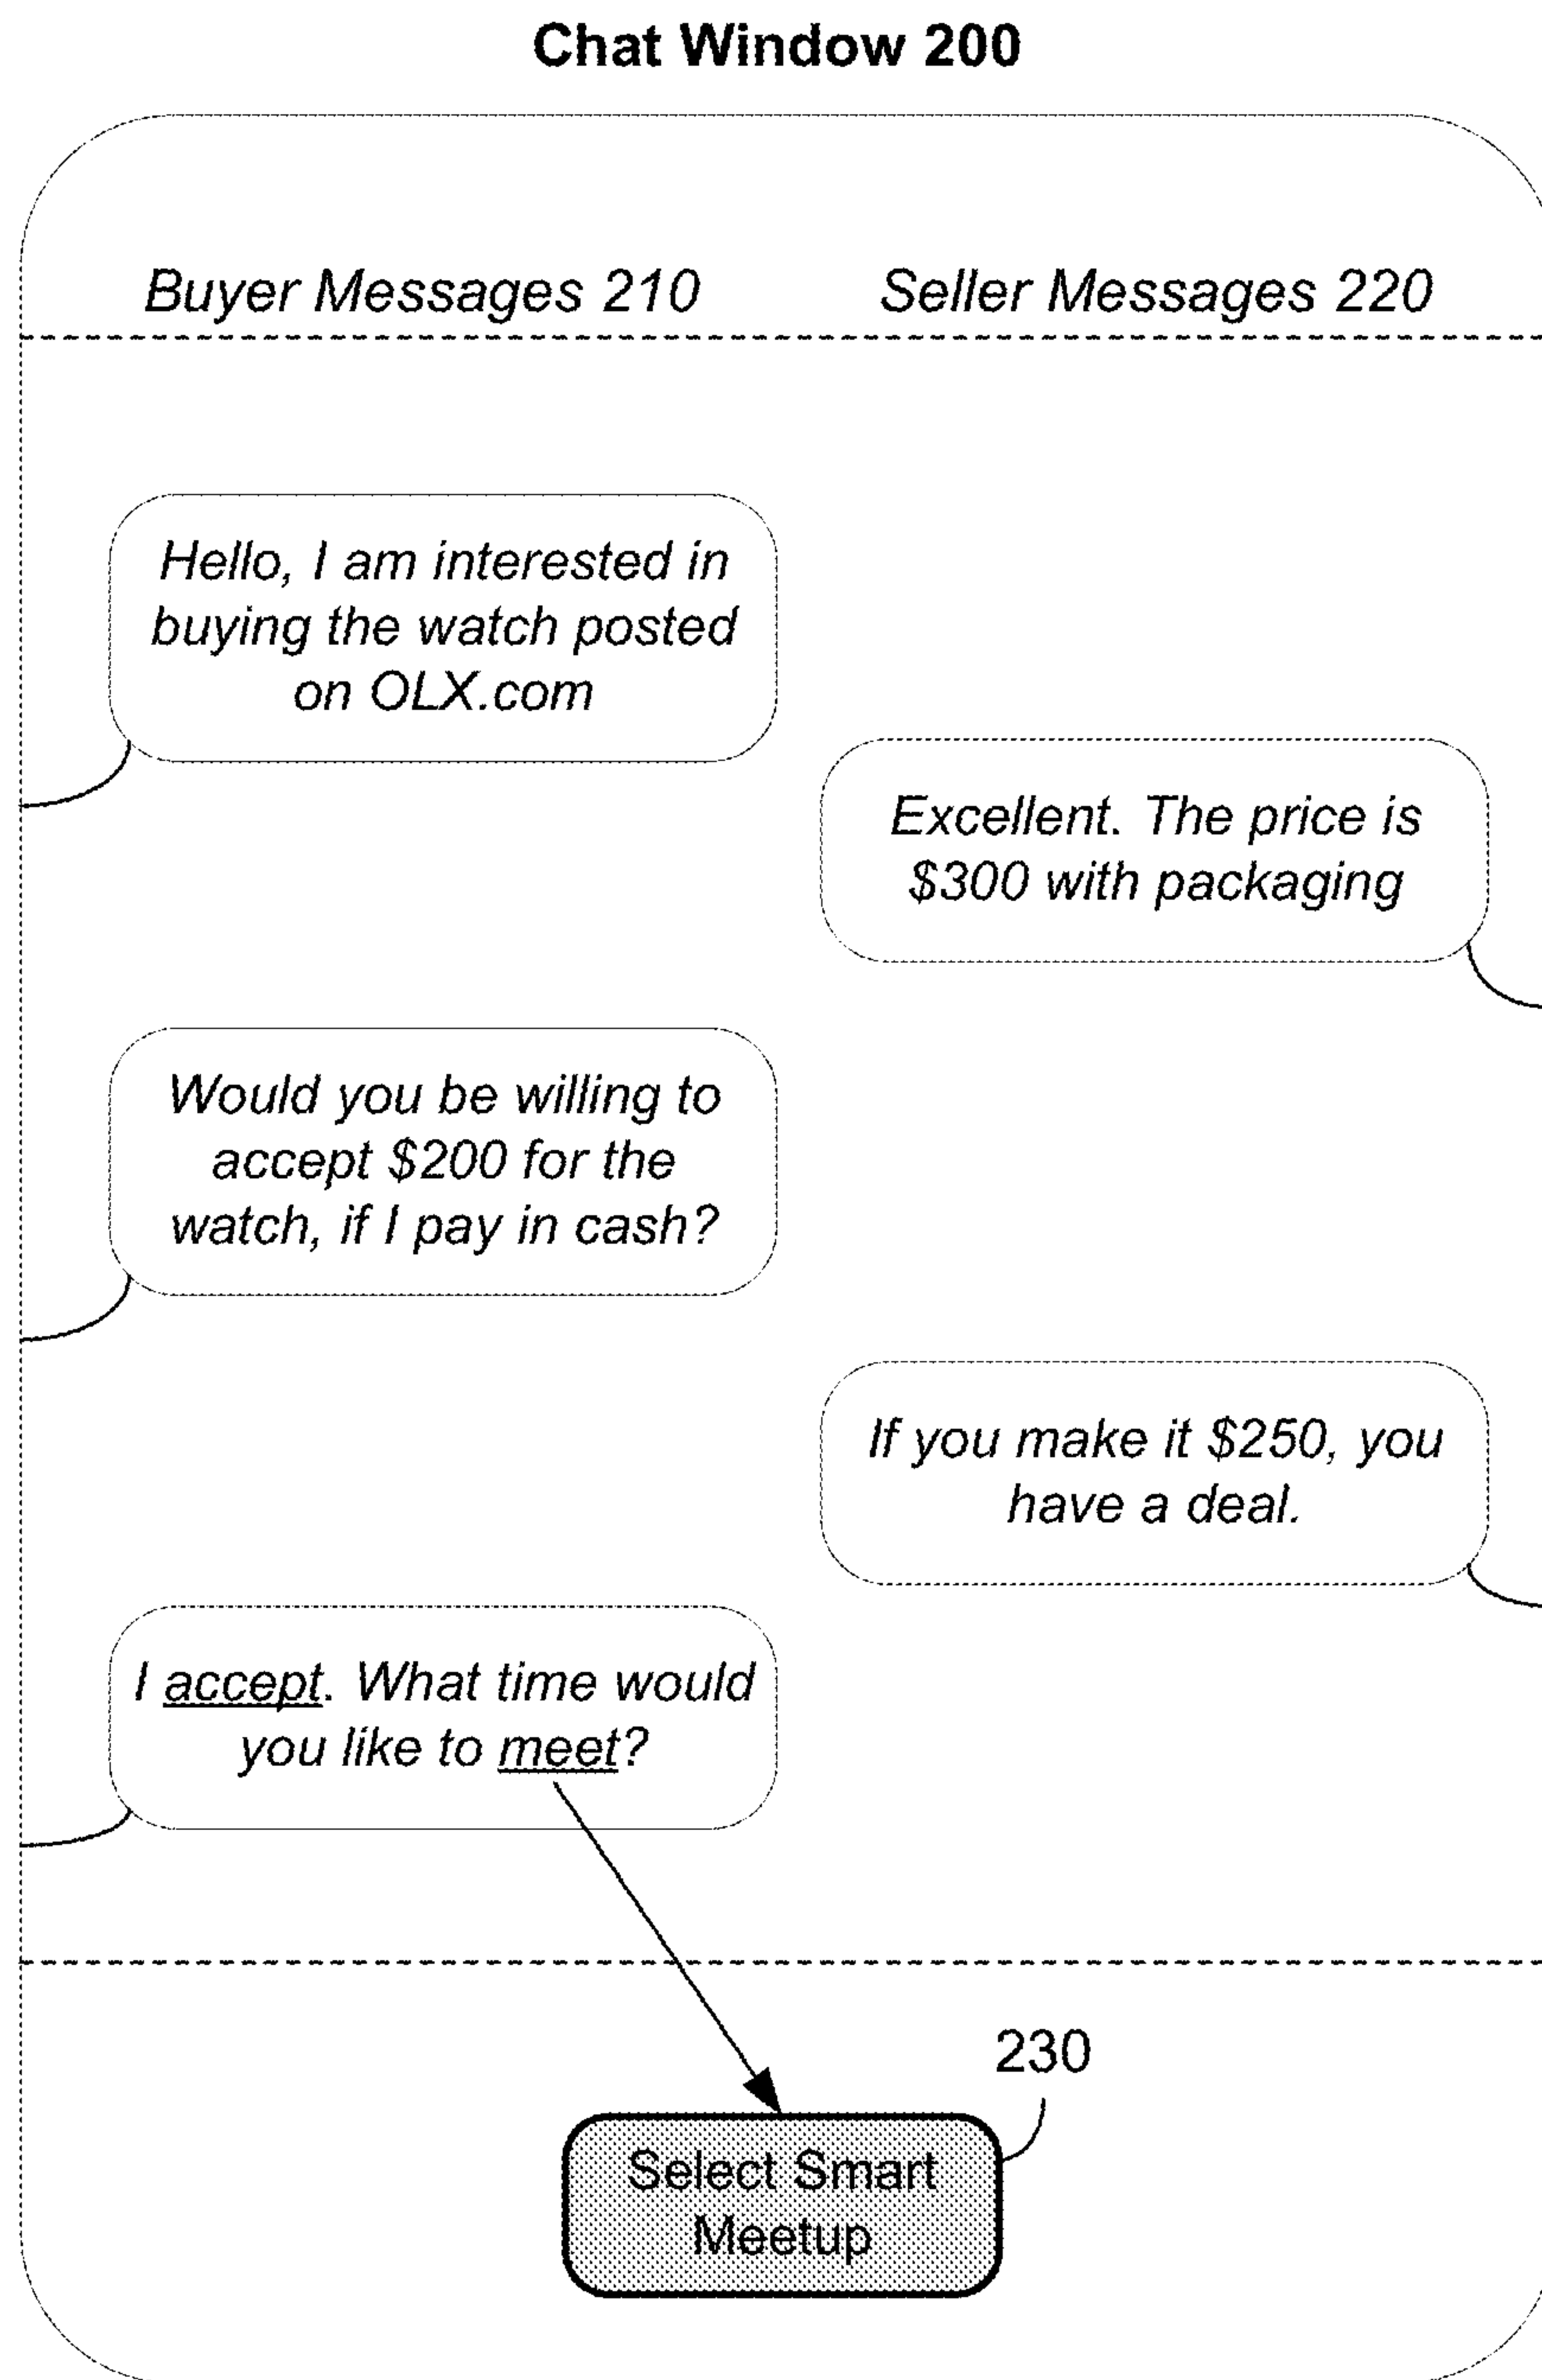 Chat Window 200
Buyer Messages 210
Seller Messages 220
Hello, I am interested in
buying the watch posted
on OLX.com
Excellent. The price is
$300 with packaging
Would you be willing to
accept $200 for the
watch, if I pay in cash?
If you make it $250, you
have a deal.
I accept. What time would
you like to meet?
230
Select Smart
Meetup